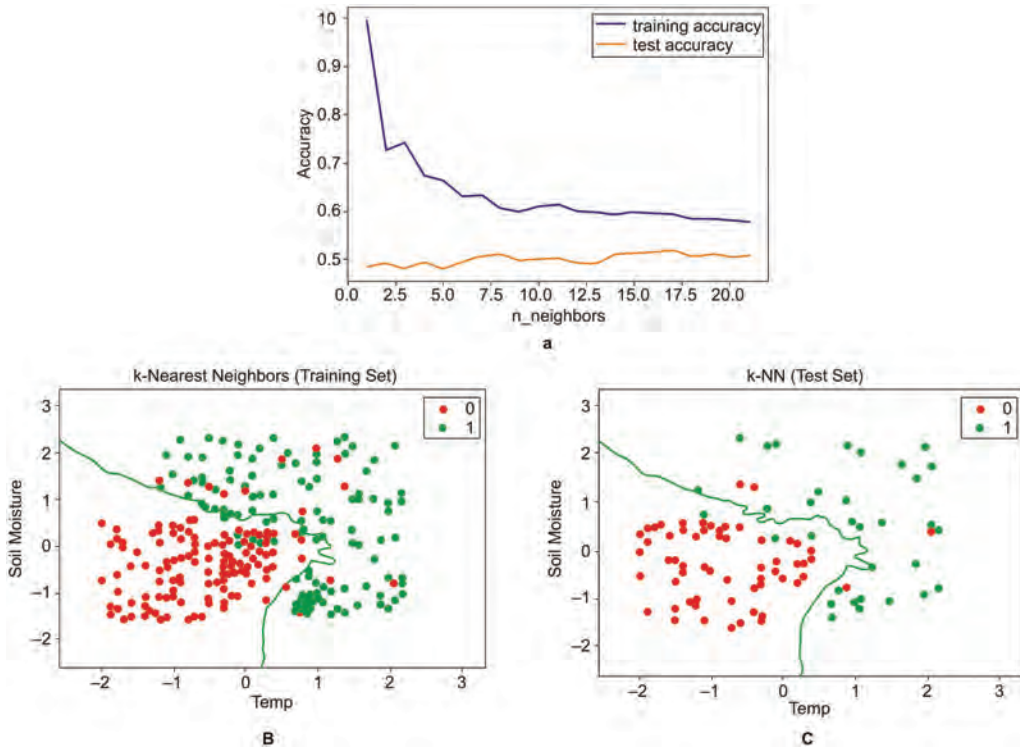 10
0.9
0.8
0.7
0.6
0.5
Accuracy
training accuracy
test accuracy
0.0 2.5 5.0 7.5 10.0 12.5 15.0 17.5 20.0
n_neighbors
a
k-Nearest Neighbors (Training Set)
0
1
3
2
1
0
–1
–2
Soil Moisture
–2 –1 0 1 2 3
Temp
B
k-NN (Test Set)
0
1
3
2
1
0
–1
–2
Soil Moisture
–2 –1 0 1 2 3
Temp
C